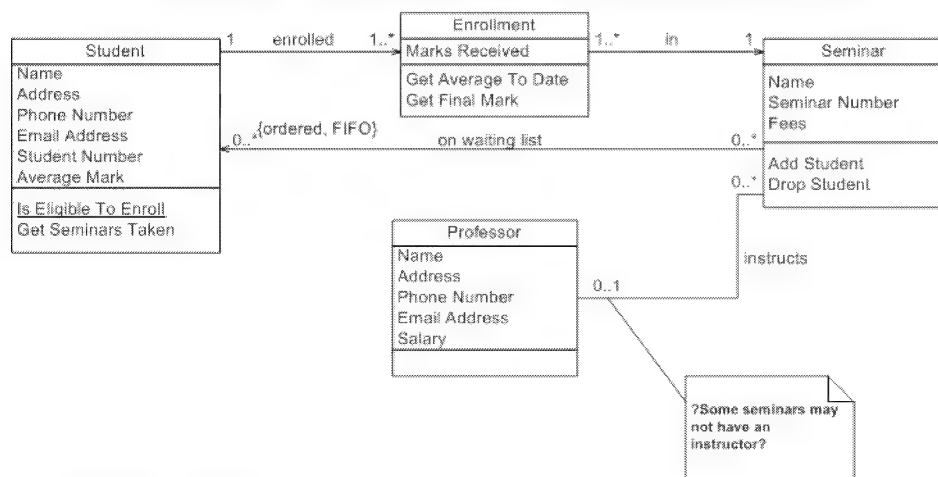 Student
Name
Address
Phone Number
Email Address
Student Number
Average Mark
Is Eligible To Enroll
Get Seminars Taken
1
enrolled
1..*
Enrollment
Marks Received
Get Average To Date
Get Final Mark
1..*
in
1
Seminar
Name
Seminar Number
Fees
Add Student
Drop Student
0..*
{ordered, FIFO}
on waiting list
0..*
0..*
instructs
0..1
Professor
Name
Address
Phone Number
Email Address
Salary
?Some seminars may
not have an
instructor?